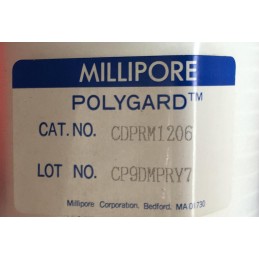 MILLIPORE
POLYGARD™
CAT. NO. CDPRM1206
LOT NO. CP9DMPRY7
Millipore Corporation, Bedford, MA 01730